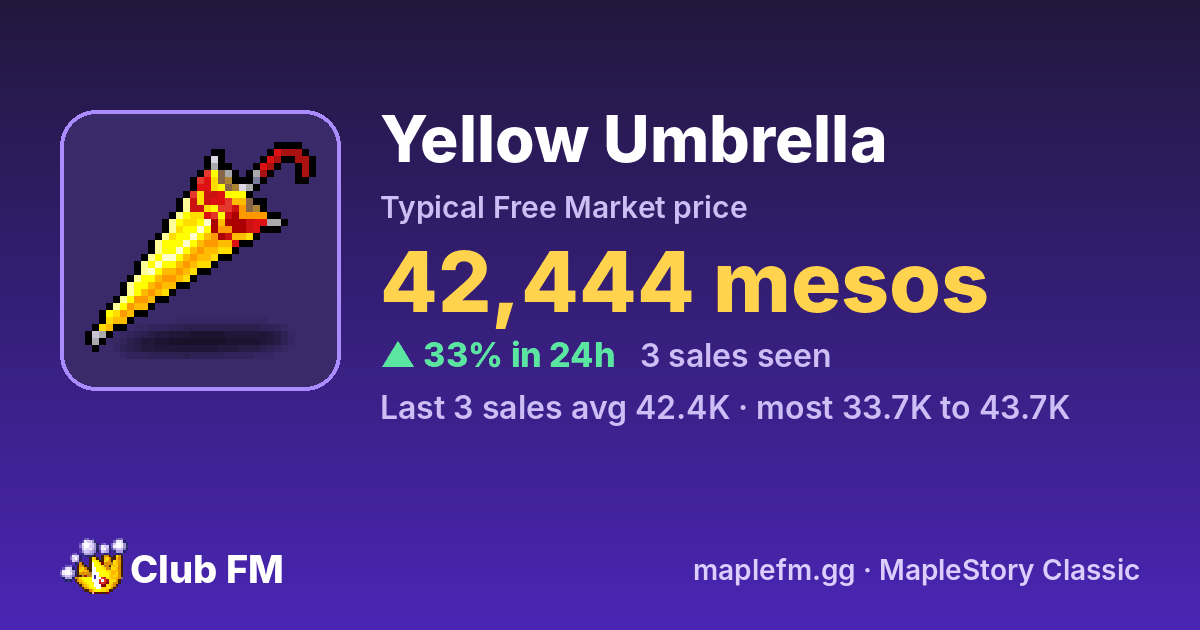 Yellow Umbrella
Typical Free Market price
42,444 mesos
▲ 33% in 24h 3 sales seen
Last 3 sales avg 42.4K · most 33.7K to 43.7K
Club FM
maplefm.gg · MapleStory Classic